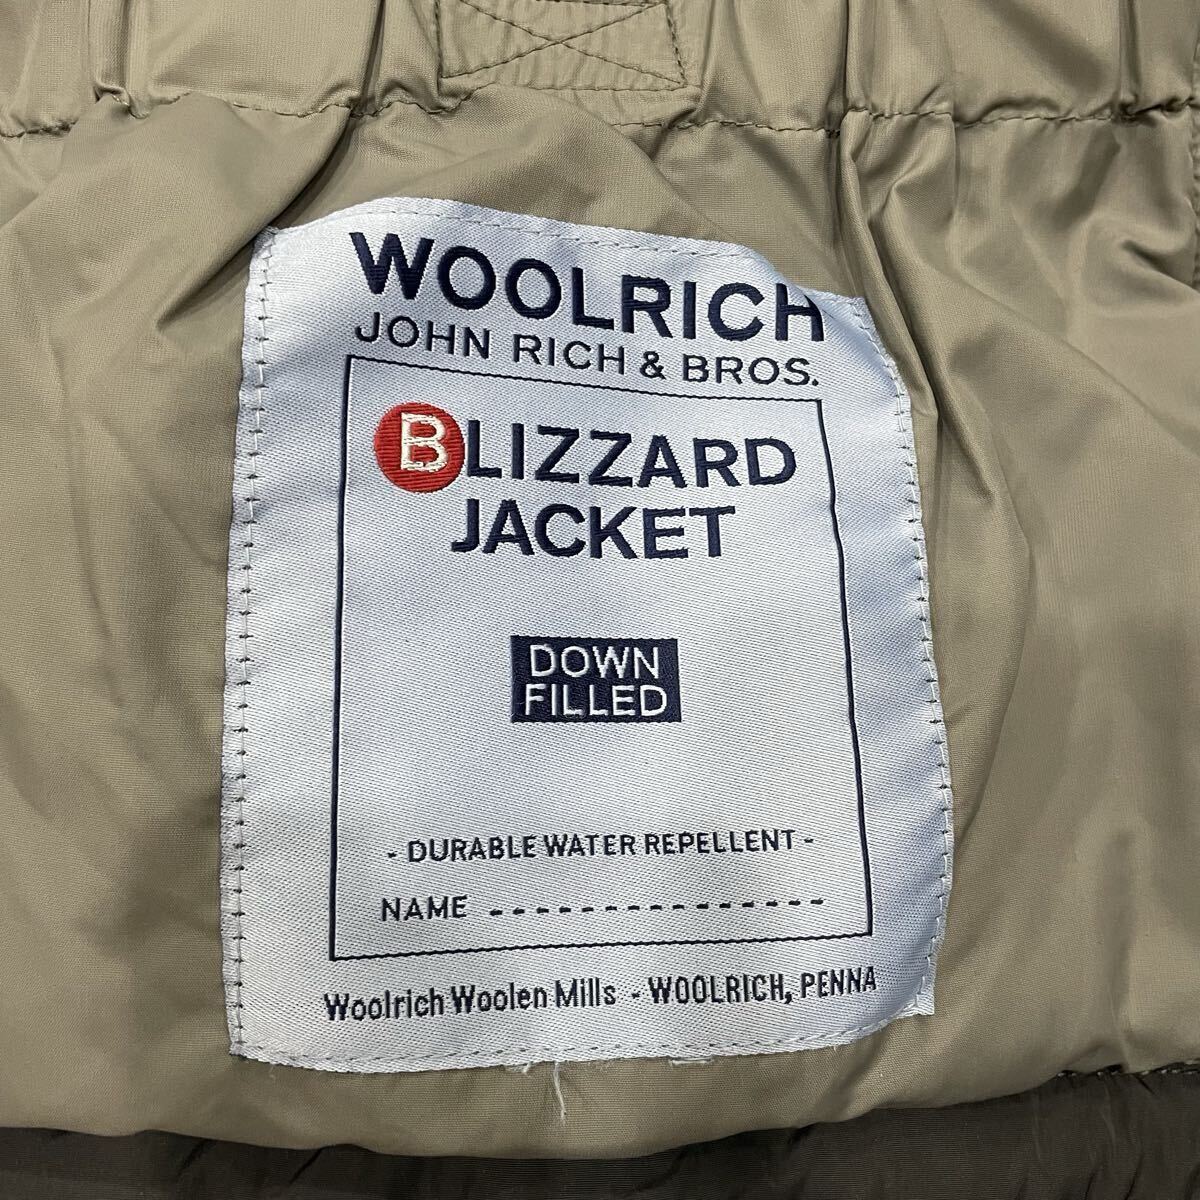 WOOLRICH
JOHN RICH & BROS.
BLIZZARD
JACKET
DOWN
FILLED
- DURABLE WATER REPELLENT -
NAME ---------------
Woolrich Woolen Mills - WOOLRICH, PENNA